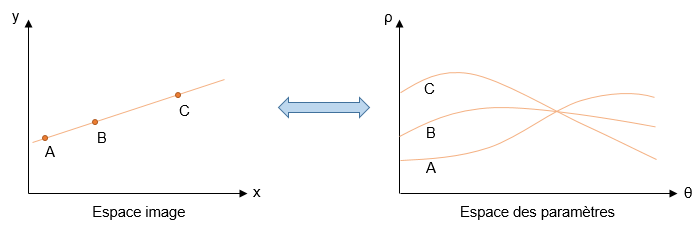 y
A
B
C
x
Espace image
ρ
C
B
A
θ
Espace des paramètres